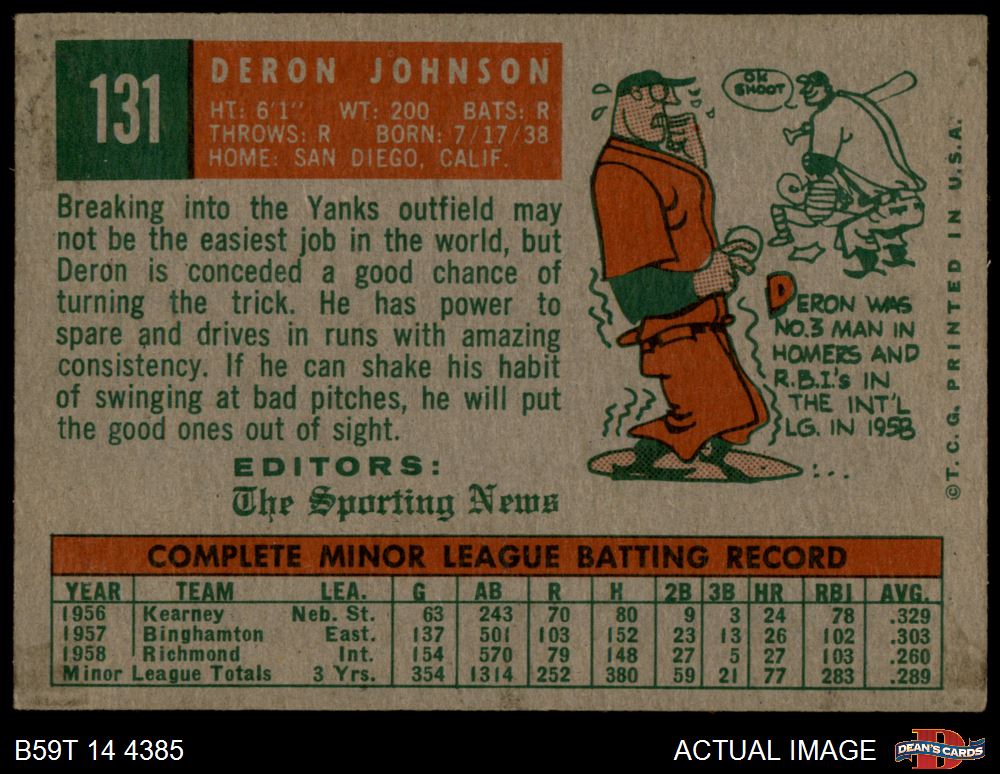 131
DERON JOHNSON
HT: 6'1" WT: 200 BATS: R
THROWS: R BORN: 7/17/38
HOME: SAN DIEGO, CALIF.
Breaking into the Yanks outfield may
not be the easiest job in the world, but
Deron is conceded a good chance of
turning the trick. He has power to
spare and drives in runs with amazing
consistency. If he can shake his habit
of swinging at bad pitches, he will put
the good ones out of sight.
EDITORS:
The Sporting News
OK
SHOOT
DERON WAS
NO.3 MAN IN
HOMERS AND
R.B.I.'s IN
THE INT'L
LG. IN 1958
©T.C.G. PRINTED IN U.S.A.
COMPLETE MINOR LEAGUE BATTING RECORD
YEAR TEAM LEA. G AB R H 2B 3B HR RBI AVG.
1956 Kearney Neb. St. 63 243 70 80 9 3 24 78 .329
1957 Binghamton East. 137 501 103 152 23 13 26 102 .303
1958 Richmond Int. 154 570 79 148 27 5 27 103 .260
Minor League Totals 3 Yrs. 354 1314 252 380 59 21 77 283 .289
B59T 14 4385
ACTUAL IMAGE
D
DEAN'S CARDS